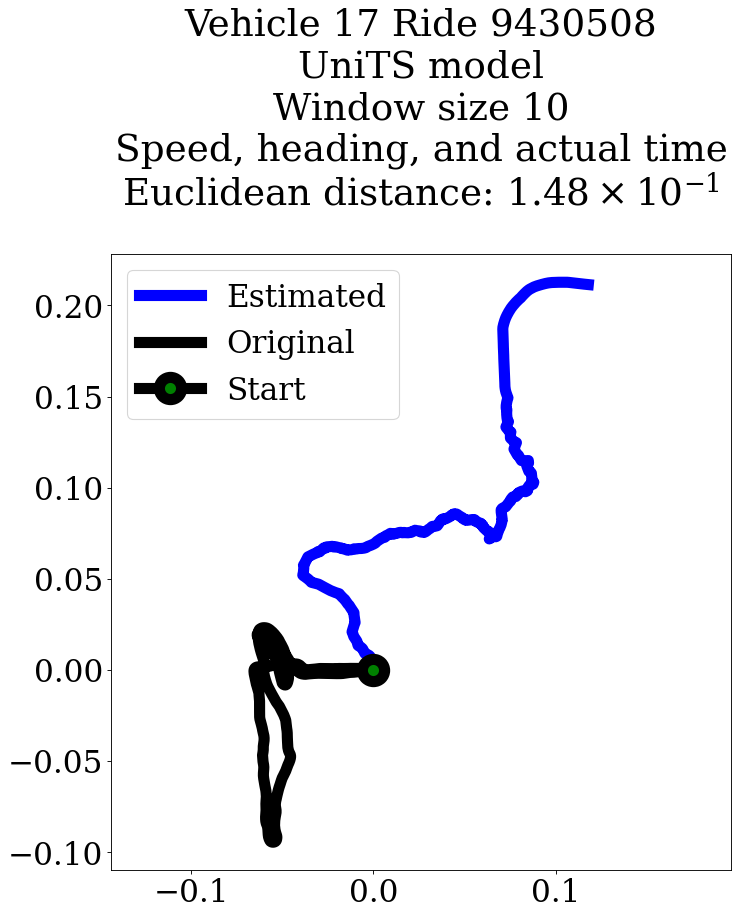 Vehicle 17 Ride 9430508
UniTS model
Window size 10
Speed, heading, and actual time
Euclidean distance: 1.48 × 10⁻¹
Estimated
Original
Start
0.20
0.15
0.10
0.05
0.00
−0.05
−0.10
−0.1 0.0 0.1